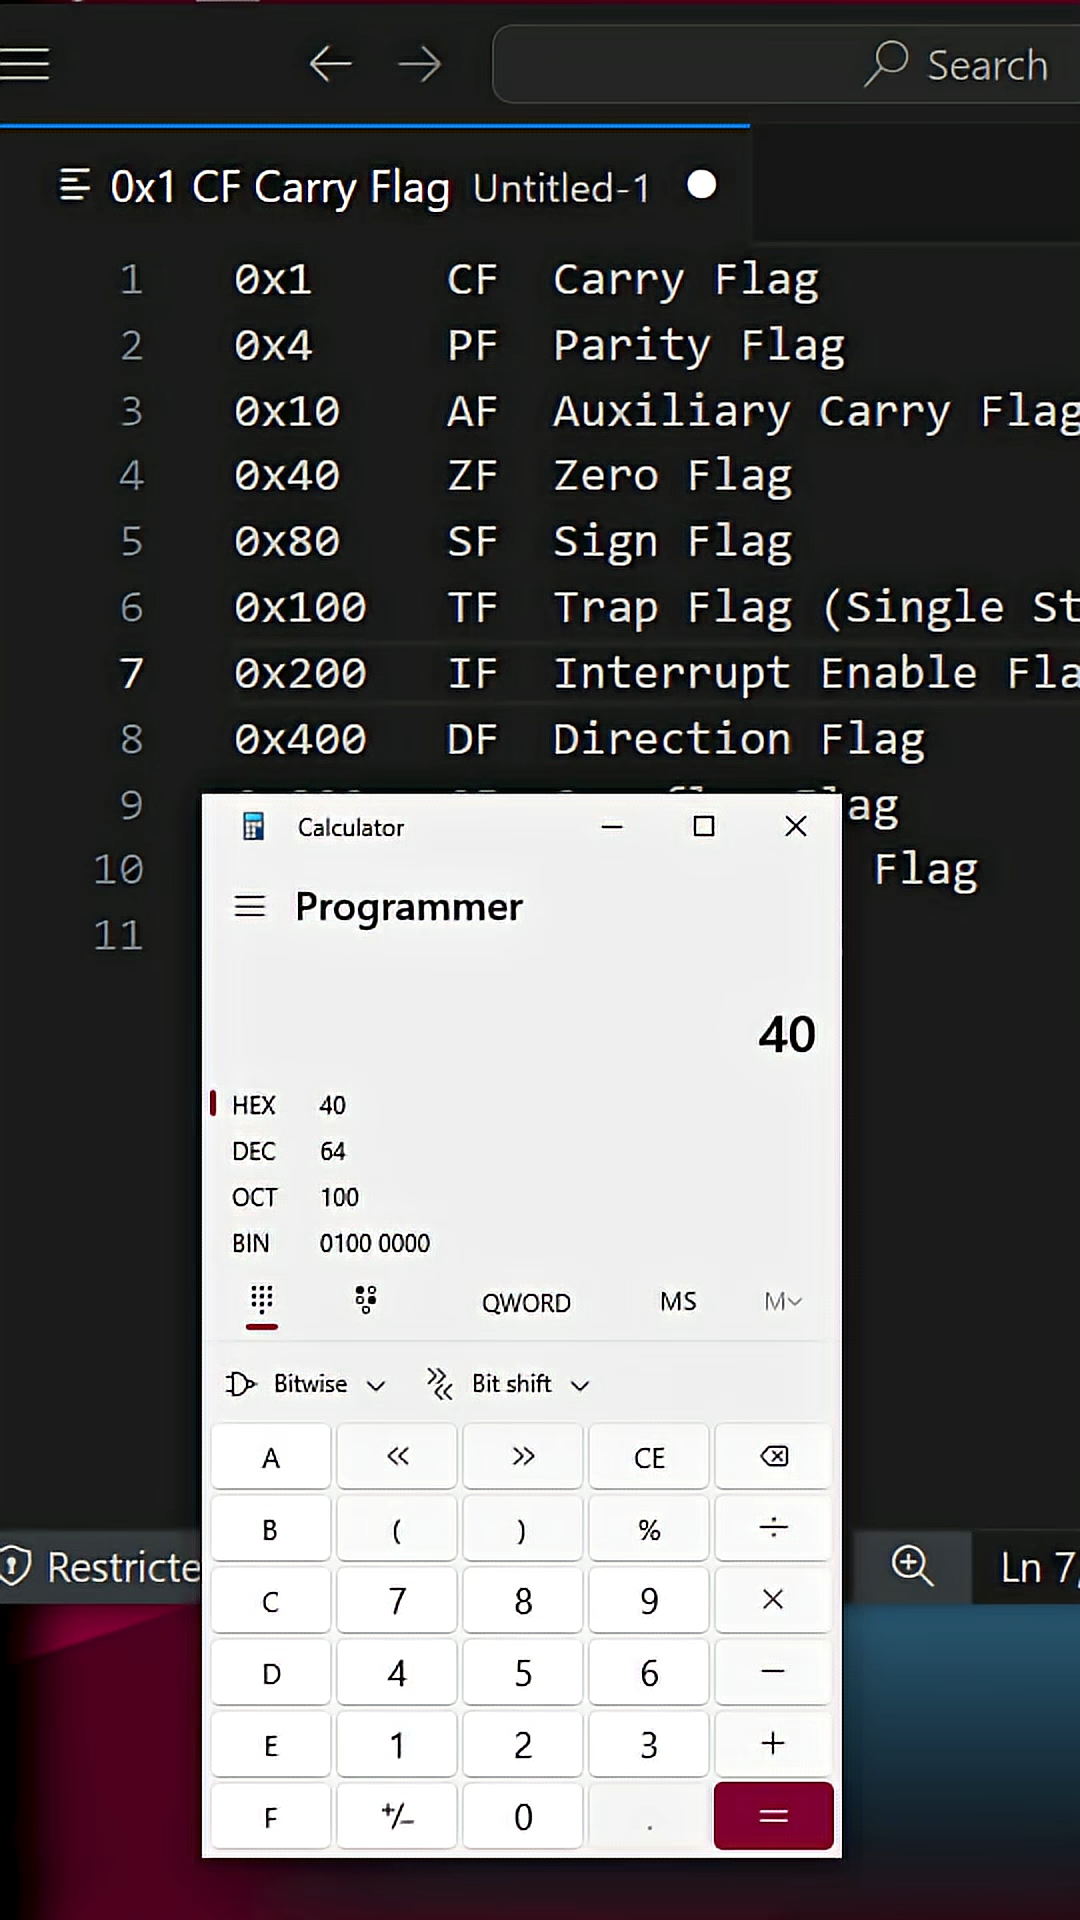 Search
0x1 CF Carry Flag Untitled-1
1 0x1 CF Carry Flag
2 0x4 PF Parity Flag
3 0x10 AF Auxiliary Carry Flag
4 0x40 ZF Zero Flag
5 0x80 SF Sign Flag
6 0x100 TF Trap Flag (Single St
7 0x200 IF Interrupt Enable Fla
8 0x400 DF Direction Flag
9 lag
10 Flag
11
Calculator
Programmer
40
HEX 40
DEC 64
OCT 100
BIN 0100 0000
QWORD MS M
Bitwise Bit shift
A « » CE
B ( ) % ÷
C 7 8 9 ×
D 4 5 6 −
E 1 2 3 +
F +/− 0 . =
Restricte
Ln 7,